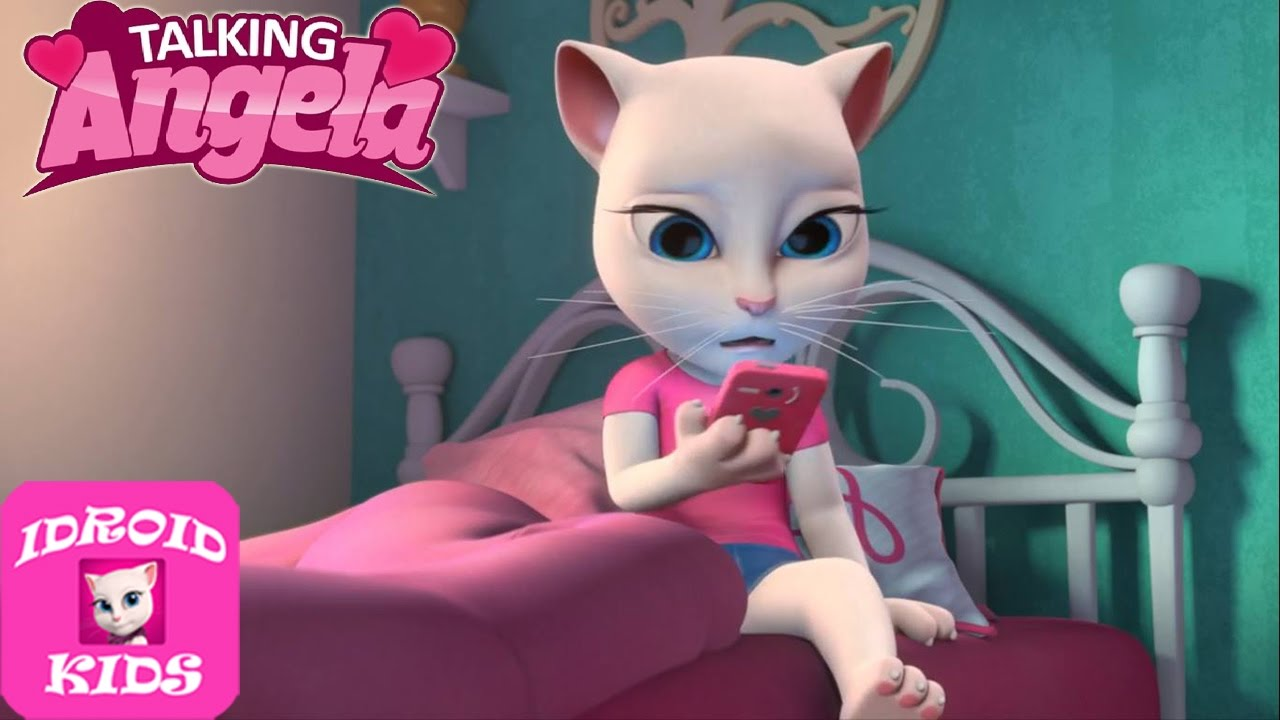 TALKING
Angela
IDROID
KIDS